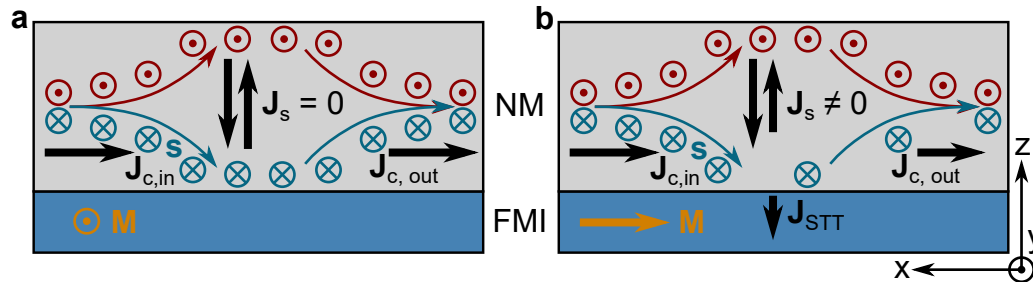 a
J_s = 0
s
J_c,in
J_c, out
M
NM
FMI
b
J_s ≠ 0
s
J_c,in
J_c, out
M
J_STT
z
y
x